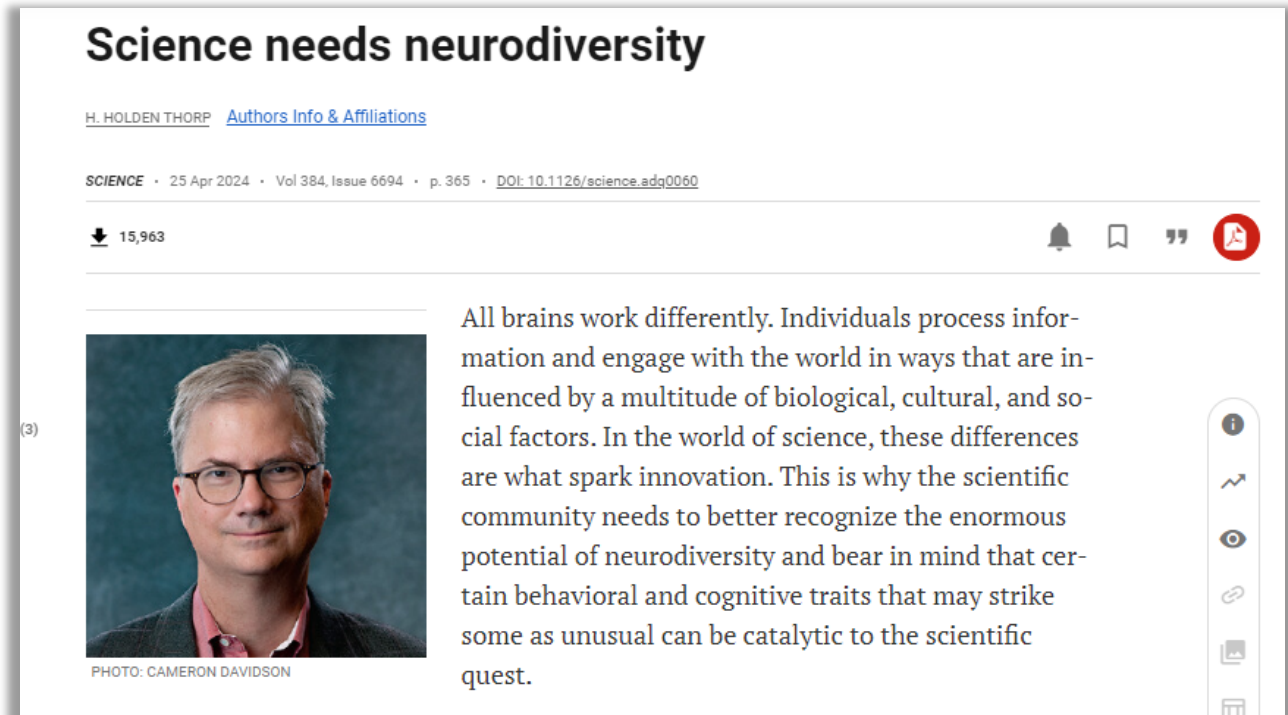 Science needs neurodiversity
H. HOLDEN THORP Authors Info & Affiliations
SCIENCE • 25 Apr 2024 • Vol 384, Issue 6694 • p. 365 • DOI: 10.1126/science.adq0060
15,963
(3)
All brains work differently. Individuals process infor-
mation and engage with the world in ways that are in-
fluenced by a multitude of biological, cultural, and so-
cial factors. In the world of science, these differences
are what spark innovation. This is why the scientific
community needs to better recognize the enormous
potential of neurodiversity and bear in mind that cer-
tain behavioral and cognitive traits that may strike
some as unusual can be catalytic to the scientific
quest.
PHOTO: CAMERON DAVIDSON